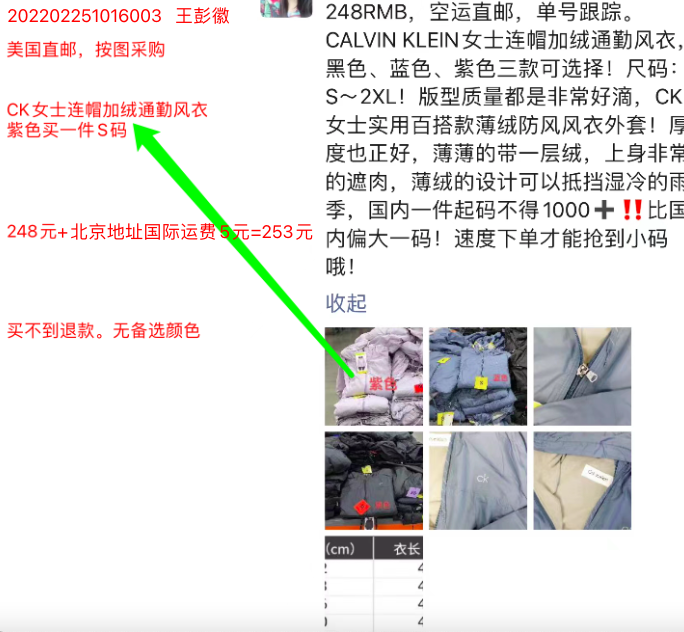 202202251016003 王彭徽
美国直邮，按图采购
CK女士连帽加绒通勤风衣
紫色买一件S码
248元+北京地址国际运费5元=253元
买不到退款。无备选颜色
248RMB，空运直邮，单号跟踪。
CALVIN KLEIN女士连帽加绒通勤风衣，
黑色、蓝色、紫色三款可选择！尺码：
S～2XL！版型质量都是非常好滴，CK
女士实用百搭款薄绒防风风衣外套！厚
度也正好，薄薄的带一层绒，上身非常
的遮肉，薄绒的设计可以抵挡湿冷的雨
季，国内一件起码不得1000➕‼️比国
内偏大一码！速度下单才能抢到小码
哦！
收起
紫色
蓝色
ck
(cm) 衣长